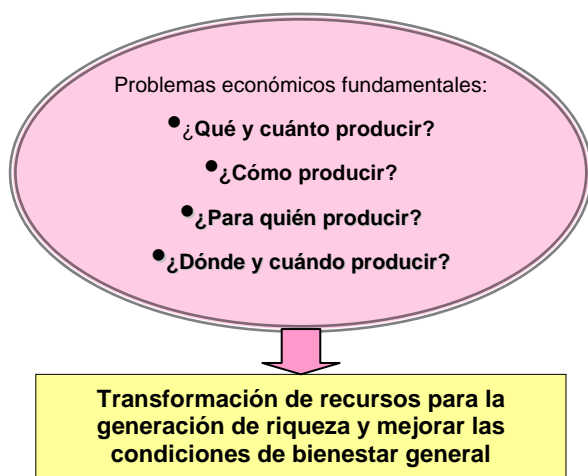 Problemas económicos fundamentales:
•¿Qué y cuánto producir?
•¿Cómo producir?
•¿Para quién producir?
•¿Dónde y cuándo producir?
Transformación de recursos para la
generación de riqueza y mejorar las
condiciones de bienestar general